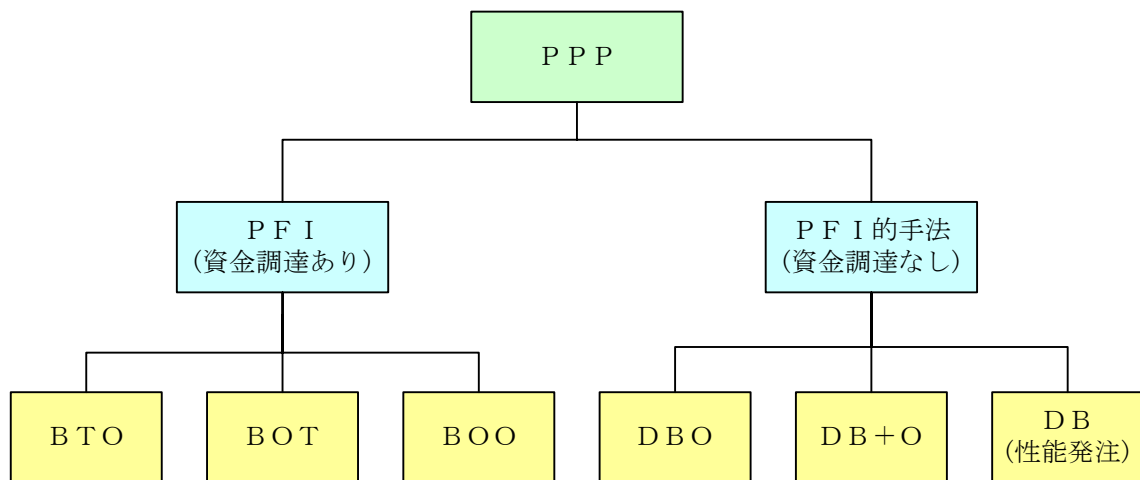 ＰＰＰ
ＰＦＩ
（資金調達あり）
ＰＦＩ的手法
（資金調達なし）
ＢＴＯ
ＢＯＴ
ＢＯＯ
ＤＢＯ
ＤＢ＋Ｏ
ＤＢ
（性能発注）